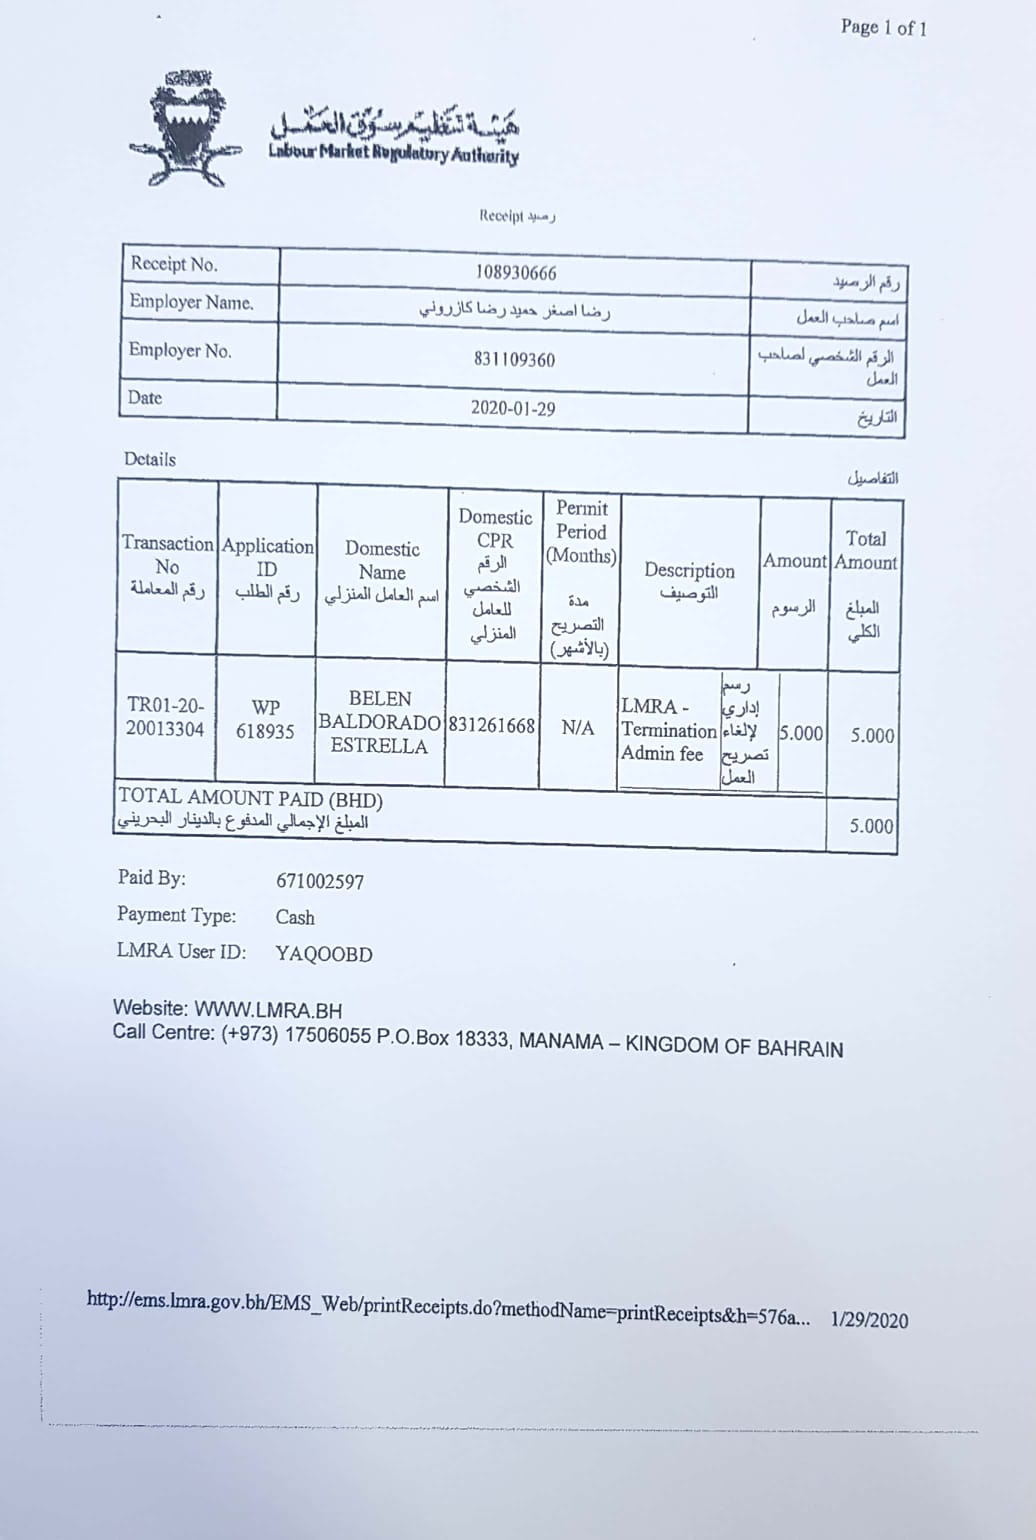 Page 1 of 1
هيئة تنظيم سوق العمل
Labour Market Regulatory Authority
Receipt رصيد
Receipt No. 108930666 رقم الرصيد
Employer Name. رضا اصغر حميد رضا كازروني اسم صاحب العمل
Employer No. 831109360 الرقم الشخصي لصاحب
العمل
Date 2020-01-29 التاريخ
Details التفاصيل
Transaction
No
رقم المعاملة
Application
ID
رقم الطلب
Domestic
Name
اسم العامل المنزلي
Domestic
CPR
الرقم
الشخصي
للعامل
المنزلي
Permit
Period
(Months)
مدة
التصريح
(بالأشهر)
Description
التوصيف
Amount
الرسوم
Total
Amount
المبلغ
الكلي
TR01-20-
20013304
WP
618935
BELEN
BALDORADO
ESTRELLA
831261668
N/A
LMRA -
Termination
Admin fee
رسم
إداري
لإلغاء
تصريح
العمل
5.000
5.000
TOTAL AMOUNT PAID (BHD)
المبلغ الإجمالي المدفوع بالدينار البحريني
5.000
Paid By: 671002597
Payment Type: Cash
LMRA User ID: YAQOOBD
Website: WWW.LMRA.BH
Call Centre: (+973) 17506055 P.O.Box 18333, MANAMA – KINGDOM OF BAHRAIN
http://ems.lmra.gov.bh/EMS_Web/printReceipts.do?methodName=printReceipts&h=576a... 1/29/2020